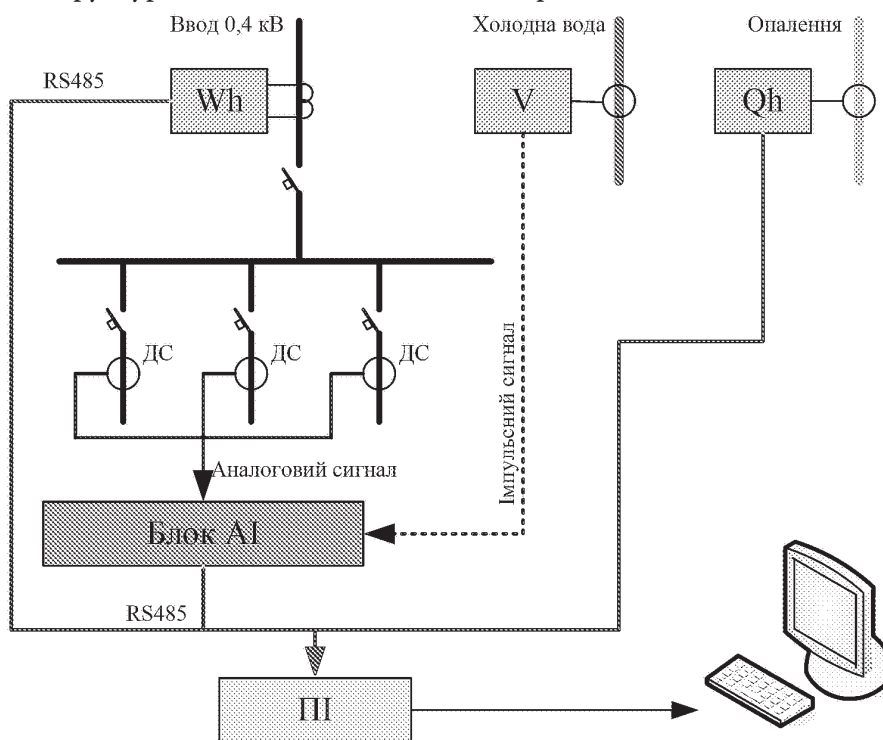 Ввод 0,4 кВ
Холодна вода
Опалення
RS485
Wh
V
Qh
ДС
ДС
ДС
Імпульсний сигнал
Аналоговий сигнал
Блок АІ
RS485
ПІ